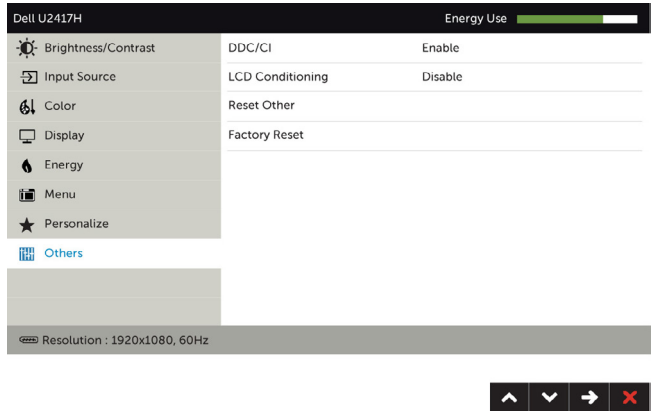 Dell U2417H Energy Use
Brightness/Contrast DDC/CI Enable
Input Source LCD Conditioning Disable
Color Reset Other
Display Factory Reset
Energy
Menu
Personalize
Others
Resolution : 1920x1080, 60Hz